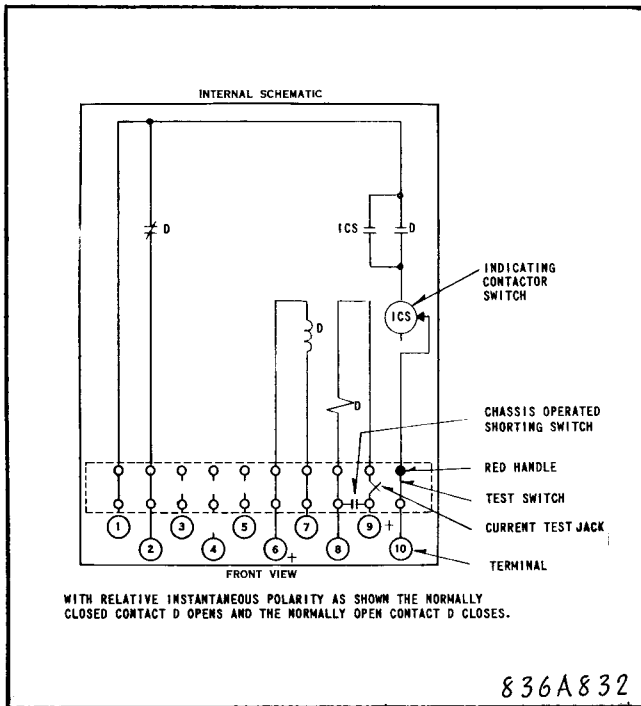 INTERNAL SCHEMATIC
D
ICS
D
INDICATING
CONTACTOR
SWITCH
ICS
D
D
CHASSIS OPERATED
SHORTING SWITCH
RED HANDLE
TEST SWITCH
CURRENT TEST JACK
TERMINAL
1 2 3 4 5 6 + 7 8 9 + 10
FRONT VIEW
WITH RELATIVE INSTANTANEOUS POLARITY AS SHOWN THE NORMALLY
CLOSED CONTACT D OPENS AND THE NORMALLY OPEN CONTACT D CLOSES.
836A832